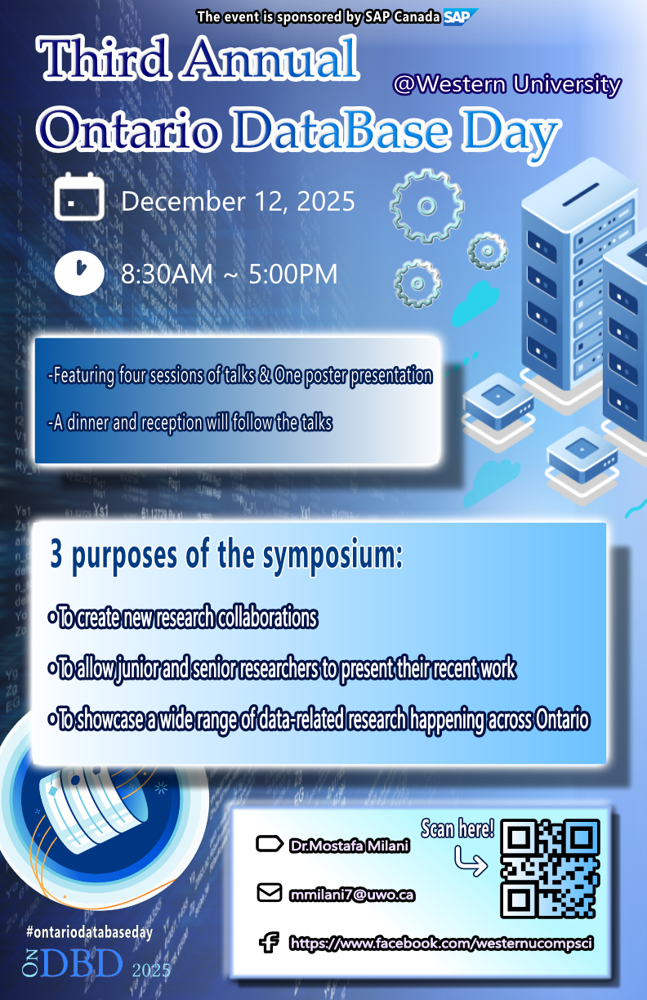 The event is sponsored by SAP Canada SAP
Third Annual
@Western University
Ontario DataBase Day
December 12, 2025
8:30AM ~ 5:00PM
-Featuring four sessions of talks & One poster presentation
-A dinner and reception will follow the talks
3 purposes of the symposium:
•To create new research collaborations
•To allow junior and senior researchers to present their recent work
•To showcase a wide range of data-related research happening across Ontario
Scan here!
Dr.Mostafa Milani
mmilani7@uwo.ca
https://www.facebook.com/westernucompsci
#ontariodatabaseday
ON DBD 2025